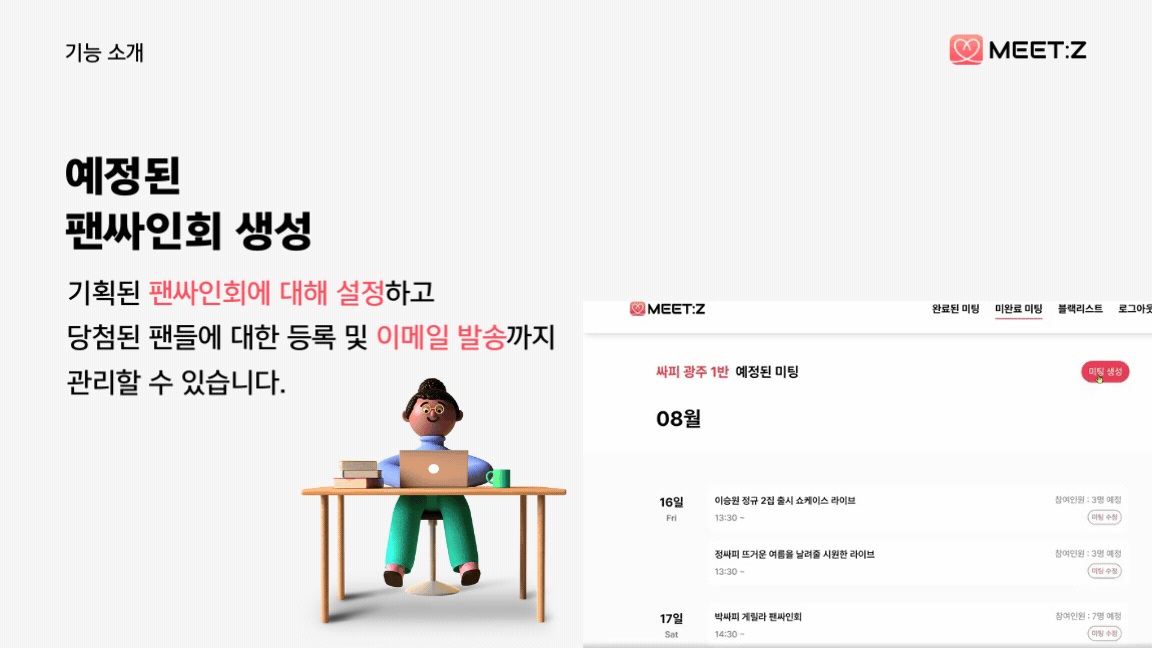 기능 소개
MEET:Z
예정된
팬싸인회 생성
기획된 팬싸인회에 대해 설정하고
당첨된 팬들에 대한 등록 및 이메일 발송까지
관리할 수 있습니다.
MEET:Z
완료된 미팅 미완료 미팅 블랙리스트 로그아웃
싸피 광주 1반 예정된 미팅
미팅 생성
08월
16일 이승원 정규 2집 출시 쇼케이스 라이브 참여인원 : 3명 예정
Fri 13:30 ~ 미팅 수정
정싸피 뜨거운 여름을 날려줄 시원한 라이브 참여인원 : 3명 예정
13:30 ~ 미팅 수정
17일 박싸피 게릴라 팬싸인회 참여인원 : 7명 예정
Sat 14:30 ~ 미팅 수정